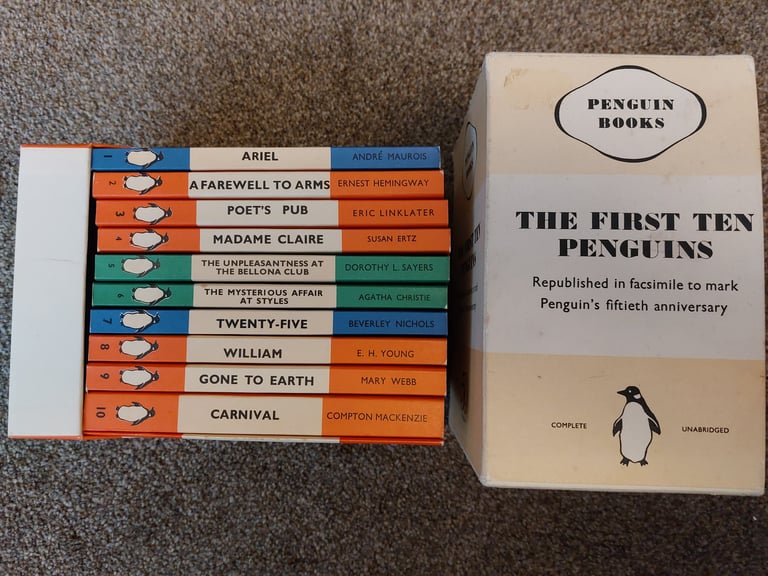 1 ARIEL ANDRÉ MAUROIS
2 A FAREWELL TO ARMS ERNEST HEMINGWAY
3 POET'S PUB ERIC LINKLATER
4 MADAME CLAIRE SUSAN ERTZ
5 THE UNPLEASANTNESS AT
THE BELLONA CLUB DOROTHY L. SAYERS
6 THE MYSTERIOUS AFFAIR
AT STYLES AGATHA CHRISTIE
7 TWENTY-FIVE BEVERLEY NICHOLS
8 WILLIAM E. H. YOUNG
9 GONE TO EARTH MARY WEBB
10 CARNIVAL COMPTON MACKENZIE
PENGUIN
BOOKS
THE FIRST TEN
PENGUINS
Republished in facsimile to mark
Penguin's fiftieth anniversary
COMPLETE UNABRIDGED